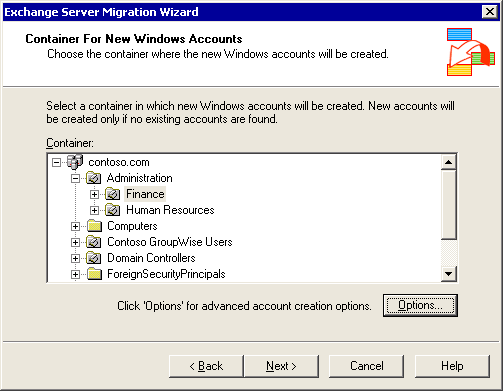 Exchange Server Migration Wizard
Container For New Windows Accounts
Choose the container where the new Windows accounts will be created.
Select a container in which new Windows accounts will be created. New accounts will
be created only if no existing accounts are found.
Container:
contoso.com
Administration
Finance
Human Resources
Computers
Contoso GroupWise Users
Domain Controllers
ForeignSecurityPrincipals
Click 'Options' for advanced account creation options.
Options...
< Back
Next >
Cancel
Help